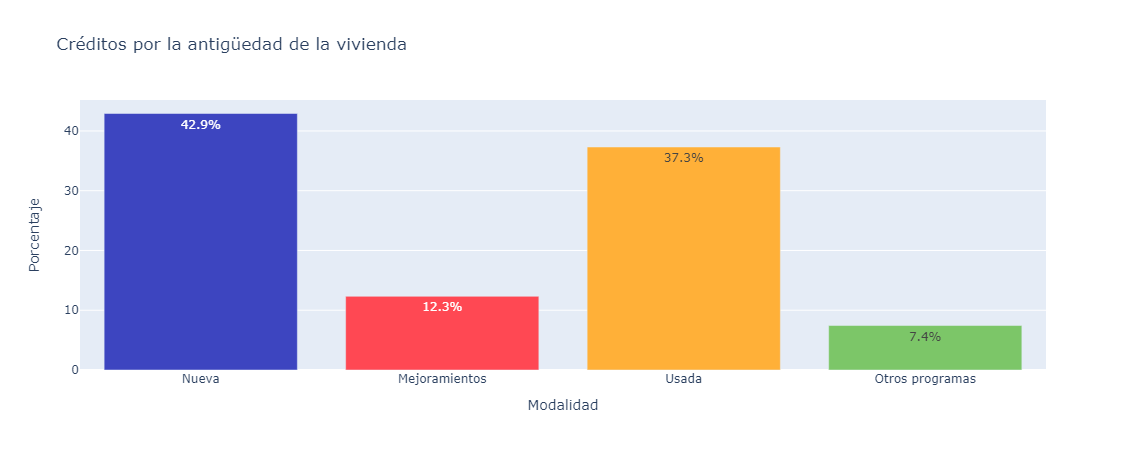 Créditos por la antigüedad de la vivienda
Porcentaje
40
30
20
10
0
42.9%
12.3%
37.3%
7.4%
Nueva
Mejoramientos
Usada
Otros programas
Modalidad